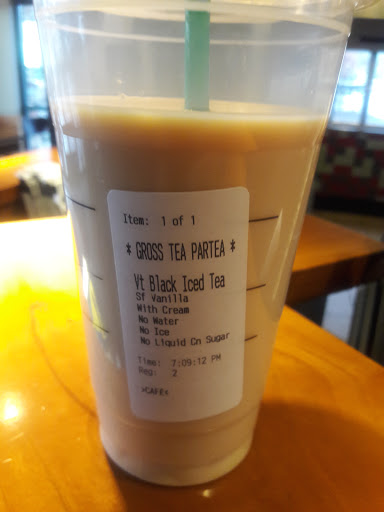 Item: 1 of 1
* GROSS TEA PARTEA *
Vt Black Iced Tea
Sf Vanilla
With Cream
No Water
No Ice
No Liquid Cn Sugar
Time: 7:09:12 PM
Reg: 2
>CAFE<